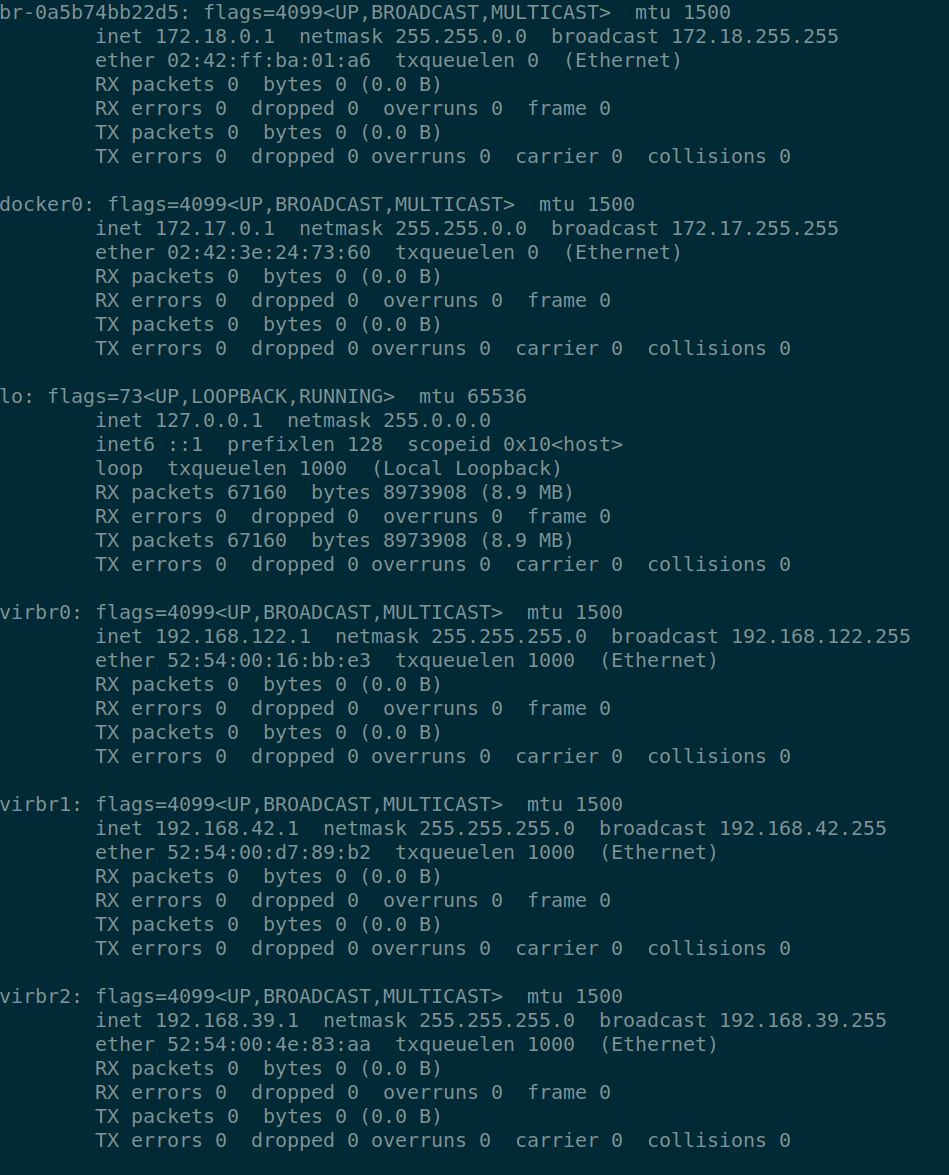 br-0a5b74bb22d5: flags=4099<UP,BROADCAST,MULTICAST>  mtu 1500
        inet 172.18.0.1  netmask 255.255.0.0  broadcast 172.18.255.255
        ether 02:42:ff:ba:01:a6  txqueuelen 0  (Ethernet)
        RX packets 0  bytes 0 (0.0 B)
        RX errors 0  dropped 0  overruns 0  frame 0
        TX packets 0  bytes 0 (0.0 B)
        TX errors 0  dropped 0 overruns 0  carrier 0  collisions 0

docker0: flags=4099<UP,BROADCAST,MULTICAST>  mtu 1500
        inet 172.17.0.1  netmask 255.255.0.0  broadcast 172.17.255.255
        ether 02:42:3e:24:73:60  txqueuelen 0  (Ethernet)
        RX packets 0  bytes 0 (0.0 B)
        RX errors 0  dropped 0  overruns 0  frame 0
        TX packets 0  bytes 0 (0.0 B)
        TX errors 0  dropped 0 overruns 0  carrier 0  collisions 0

lo: flags=73<UP,LOOPBACK,RUNNING>  mtu 65536
        inet 127.0.0.1  netmask 255.0.0.0
        inet6 ::1  prefixlen 128  scopeid 0x10<host>
        loop  txqueuelen 1000  (Local Loopback)
        RX packets 67160  bytes 8973908 (8.9 MB)
        RX errors 0  dropped 0  overruns 0  frame 0
        TX packets 67160  bytes 8973908 (8.9 MB)
        TX errors 0  dropped 0 overruns 0  carrier 0  collisions 0

virbr0: flags=4099<UP,BROADCAST,MULTICAST>  mtu 1500
        inet 192.168.122.1  netmask 255.255.255.0  broadcast 192.168.122.255
        ether 52:54:00:16:bb:e3  txqueuelen 1000  (Ethernet)
        RX packets 0  bytes 0 (0.0 B)
        RX errors 0  dropped 0  overruns 0  frame 0
        TX packets 0  bytes 0 (0.0 B)
        TX errors 0  dropped 0 overruns 0  carrier 0  collisions 0

virbr1: flags=4099<UP,BROADCAST,MULTICAST>  mtu 1500
        inet 192.168.42.1  netmask 255.255.255.0  broadcast 192.168.42.255
        ether 52:54:00:d7:89:b2  txqueuelen 1000  (Ethernet)
        RX packets 0  bytes 0 (0.0 B)
        RX errors 0  dropped 0  overruns 0  frame 0
        TX packets 0  bytes 0 (0.0 B)
        TX errors 0  dropped 0 overruns 0  carrier 0  collisions 0

virbr2: flags=4099<UP,BROADCAST,MULTICAST>  mtu 1500
        inet 192.168.39.1  netmask 255.255.255.0  broadcast 192.168.39.255
        ether 52:54:00:4e:83:aa  txqueuelen 1000  (Ethernet)
        RX packets 0  bytes 0 (0.0 B)
        RX errors 0  dropped 0  overruns 0  frame 0
        TX packets 0  bytes 0 (0.0 B)
        TX errors 0  dropped 0 overruns 0  carrier 0  collisions 0